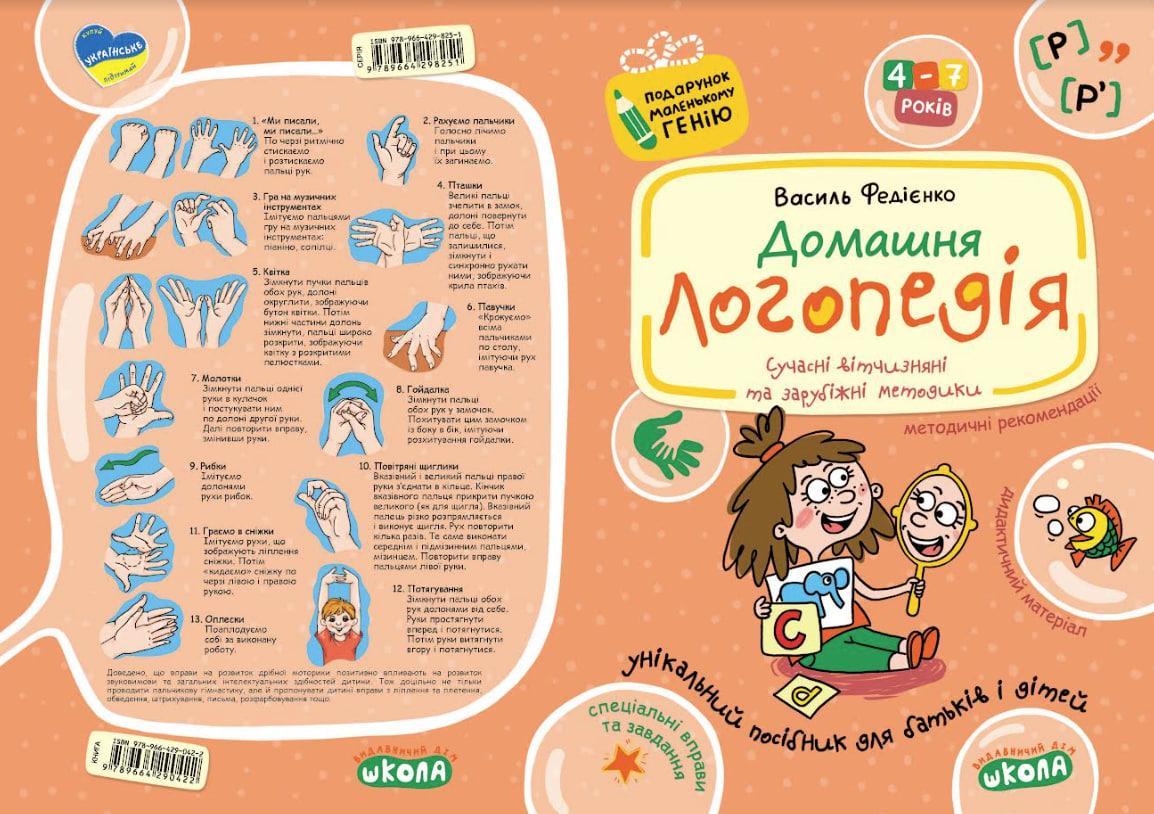 КУПУЙ
УКРАЇНСЬКЕ
ПІДТРИМАЙ
СЕРІЯ
ISBN 978-966-429-825-1
9789664298251
1. «Ми писали,
ми писали...»
По черзі ритмічно
стискаємо
і розтискаємо
пальці рук.
2. Рахуємо пальчики
Голосно лічимо
пальчики
і при цьому
їх загинаємо.
3. Гра на музичних
інструментах
Імітуємо пальцями
гру на музичних
інструментах:
піаніно, сопілці.
4. Пташки
Великі пальці
зчепити в замок,
долоні повернути
до себе. Потім
пальці, що
залишилися,
зімкнути і
синхронно рухати
ними, зображуючи
крила птахів.
5. Квітка
Зімкнути пучки пальців
обох рук, долоні
округлити, зображуючи
бутон квітки. Потім
нижні частини долонь
зімкнути, пальці широко
розкрити, зображуючи
квітку з розкритими
пелюстками.
6. Павучки
«Крокуємо»
всіма
пальчиками
по столу,
імітуючи рух
павучка.
7. Молотки
Зімкнути пальці однієї
руки в кулачок
і постукувати ним
по долоні другої руки.
Далі повторити вправу,
змінивши руки.
8. Гойдалка
Зімкнути пальці
обох рук у замочок.
Похитувати цим замочком
із боку в бік, імітуючи
розхитування гойдалки.
9. Рибки
Імітуємо
долонями
рухи рибок.
10. Повітряні щиглики
Вказівний і великий пальці правої
руки з'єднати в кільце. Кінчик
вказівного пальця прикрити пучкою
великого (як для щигля). Вказівний
палець різко розпрямляється
і виконує щигля. Рух повторити
кілька разів. Та саме виконати
середнім і підмізинним пальцями,
мізинцем. Повторити вправу
пальцями лівої руки.
11. Граємо в сніжки
Імітуємо рухи, що
зображують ліплення
сніжки. Потім
«кидаємо» сніжку по
черзі лівою і правою
рукою.
12. Потягування
Зімкнути пальці обох
рук долонями від себе.
Руки простягнути
вперед і потягнутися.
Потім руки витягнути
вгору і потягнутися.
13. Оплески
Поаплодуємо
собі за виконану
роботу.
Доведено, що вправи на розвиток дрібної моторики позитивно впливають на розвиток
звуковимови та загальних інтелектуальних здібностей дитини. Тож доцільно не тільки
проводити пальчикову гімнастику, але й пропонувати дитині вправи з ліплення та плетення,
обведення, штрихування, письма, розфарбовування тощо.
КНИГА
ISBN 978-966-429-042-2
9789664290422
ВИДАВНИЧИЙ ДІМ
ШКОЛА
ПОДАРУНОК
МАЛЕНЬКОМУ
ГЕНІЮ
4-7
РОКІВ
[Р],,
[Р']
Василь Федієнко
Домашня
Логопедія
Сучасні вітчизняні
та зарубіжні методики
методичні рекомендації
дидактичний матеріал
С
унікальний посібник для батьків і дітей
спеціальні вправи
та завдання
ВИДАВНИЧИЙ ДІМ
ШКОЛА